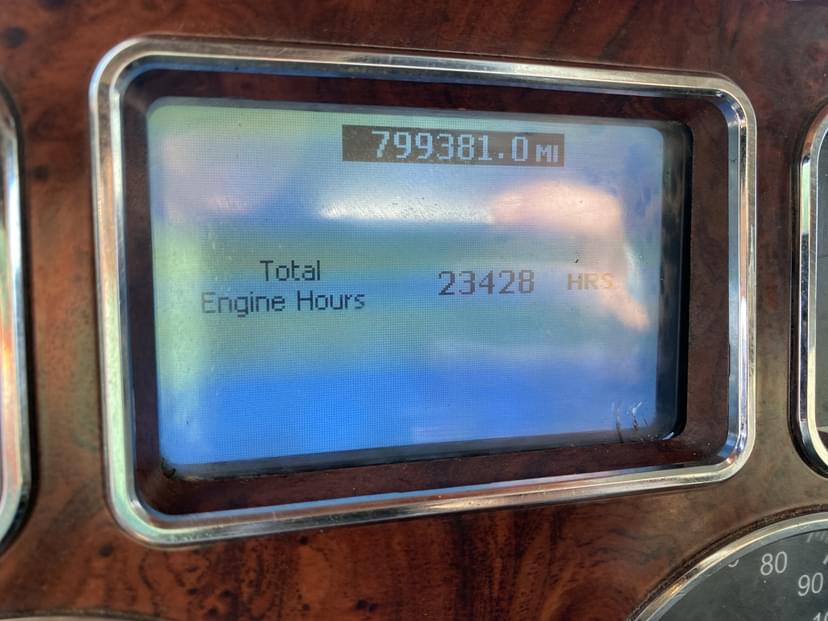 799381.0 MI
Total
Engine Hours
23428 HRS
80
90